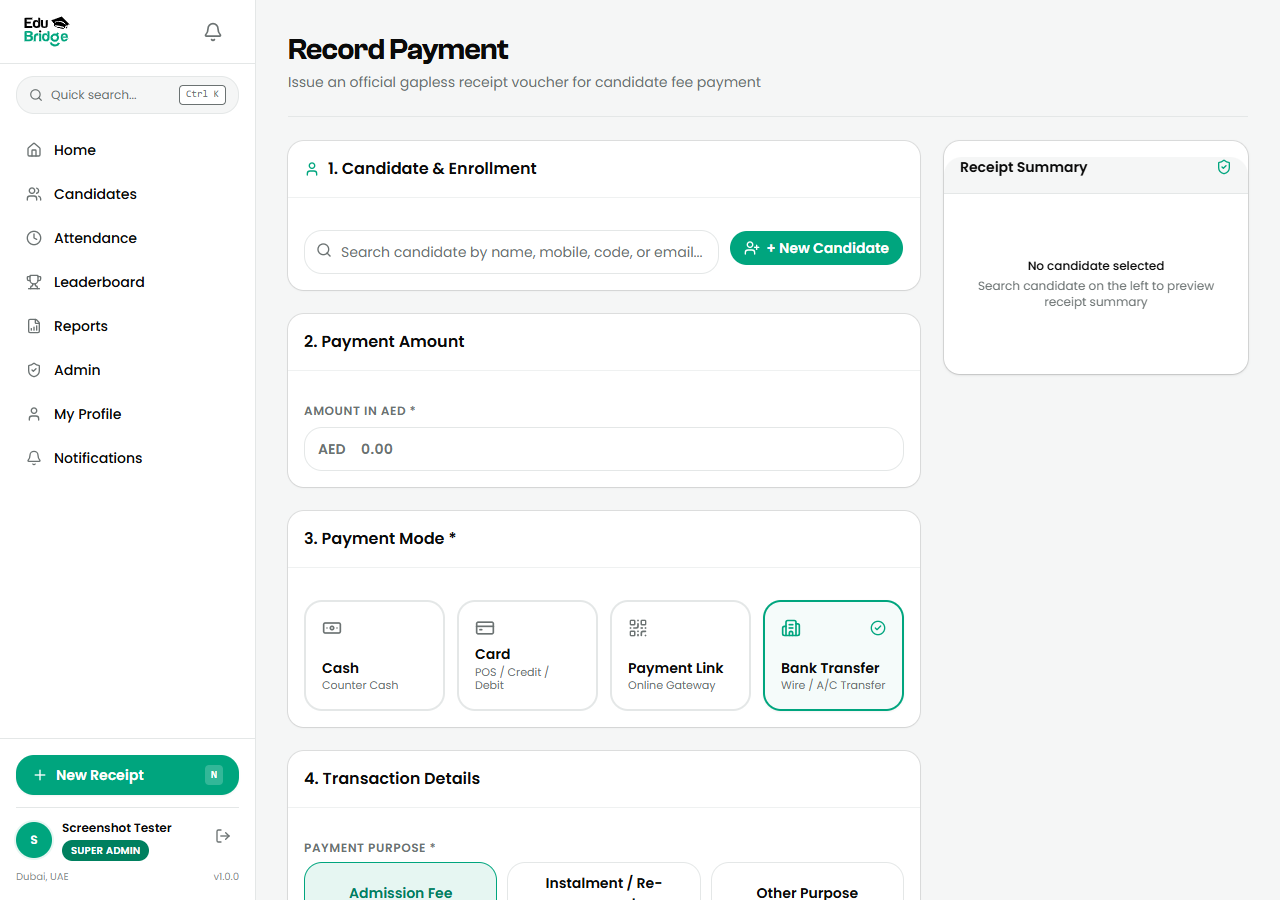 Edu
Bridge
Quick search...
Ctrl K
Home
Candidates
Attendance
Leaderboard
Reports
Admin
My Profile
Notifications
New Receipt
N
S
Screenshot Tester
SUPER ADMIN
Dubai, UAE
v1.0.0
Record Payment
Issue an official gapless receipt voucher for candidate fee payment
1. Candidate & Enrollment
Search candidate by name, mobile, code, or email...
+ New Candidate
2. Payment Amount
AMOUNT IN AED *
AED 0.00
3. Payment Mode *
Cash
Counter Cash
Card
POS / Credit /
Debit
Payment Link
Online Gateway
Bank Transfer
Wire / A/C Transfer
4. Transaction Details
PAYMENT PURPOSE *
Admission Fee
Instalment / Re-
Other Purpose
Receipt Summary
No candidate selected
Search candidate on the left to preview
receipt summary